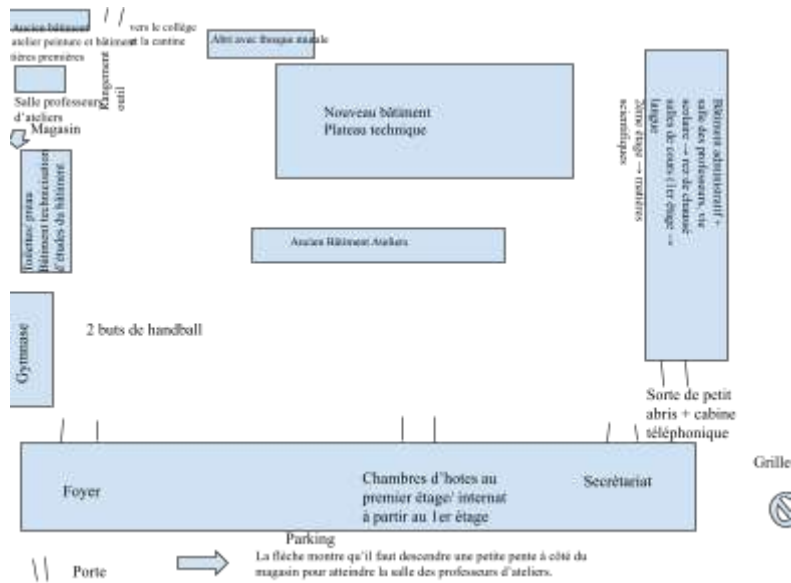 Ancien bâtiment
atelier peinture et bâtiment
tières premières
vers le collège
et la cantine
Abri avec fresque murale
Rangement
outil
Salle professeurs
d'ateliers
Magasin
Nouveau bâtiment
Plateau technique
Bâtiment administratif +
salle des professeurs, vie
scolaire → rez de chaussé
salles de cours (1er étage →
langue
2ème étage → matières
scientifiques
Toilettes/ préau
Bâtiment technicisation
d'études du bâtiment
Ancien Bâtiment Ateliers
Gymnase
2 buts de handball
Sorte de petit
abris + cabine
téléphonique
Grille
Foyer
Chambres d'hotes au
premier étage/ internat
à partir au 1er étage
Secrétariat
Parking
Porte
La flèche montre qu'il faut descendre une petite pente à côté du
magasin pour atteindre la salle des professeurs d'ateliers.